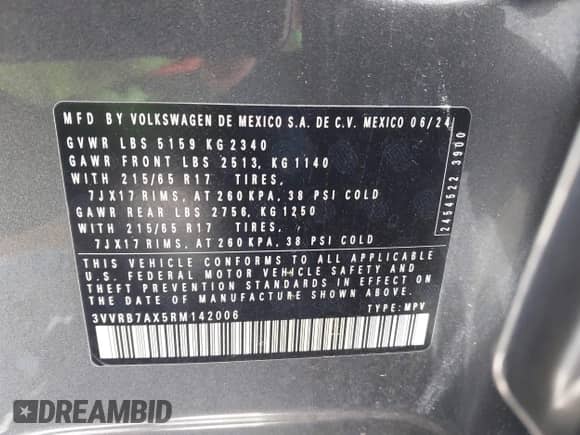 MFD BY VOLKSWAGEN DE MEXICO S.A. DE C.V. MEXICO 06/24
GVWR LBS 5159 KG 2340
GAWR FRONT LBS 2513, KG 1140
WITH 215/65 R17 TIRES,
7JX17 RIMS, AT 260 KPA, 38 PSI COLD
GAWR REAR LBS 2756, KG 1250
WITH 215/65 R17 TIRES,
7JX17 RIMS, AT 260 KPA, 38 PSI COLD
THIS VEHICLE CONFORMS TO ALL APPLICABLE
U.S. FEDERAL MOTOR VEHICLE SAFETY AND
THEFT PREVENTION STANDARDS IN EFFECT ON
THE DATE OF MANUFACTURE SHOWN ABOVE.
3VVRB7AX5RM142006 TYPE: MPV
2454522 3900
DREAMBID